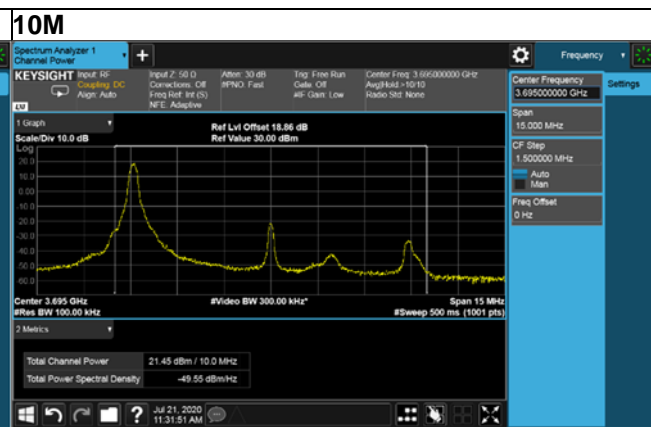 10M
Spectrum Analyzer 1
Channel Power
Frequency
KEYSIGHT
Input: RF
Coupling: DC
Align: Auto
Input Z: 50 Ω
Corrections: Off
Freq Ref: Int (S)
NFE: Adaptive
Atten: 30 dB
#PNO: Fast
Trig: Free Run
Gate: Off
#IF Gain: Low
Center Freq: 3.695000000 GHz
Avg|Hold:>10/10
Radio Std: None
LV
Center Frequency
3.695000000 GHz
Settings
Span
15.000 MHz
CF Step
1.500000 MHz
Auto
Man
Freq Offset
0 Hz
1 Graph
Scale/Div 10.0 dB
Ref Lvl Offset 18.86 dB
Ref Value 30.00 dBm
Log
20.0
10.0
0.00
-10.0
-20.0
-30.0
-40.0
-50.0
-60.0
Center 3.695 GHz
#Res BW 100.00 kHz
#Video BW 300.00 kHz*
Span 15 MHz
#Sweep 500 ms (1001 pts)
2 Metrics
Total Channel Power 21.45 dBm / 10.0 MHz
Total Power Spectral Density -49.55 dBm/Hz
?
Jul 21, 2020
11:31:51 AM